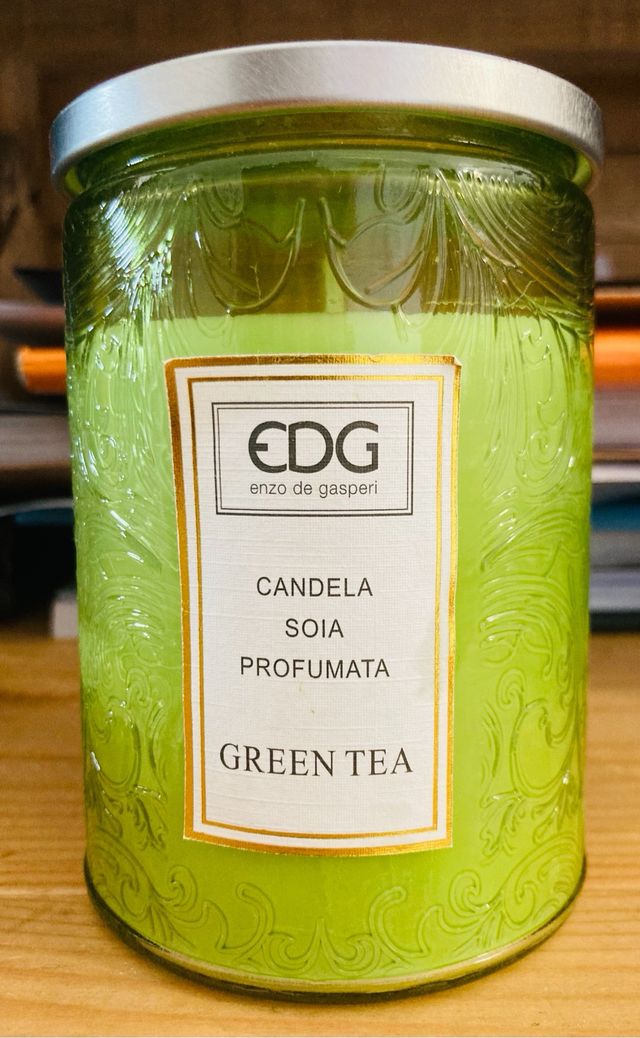 EDG
enzo de gasperi
CANDELA
SOIA
PROFUMATA
GREEN TEA